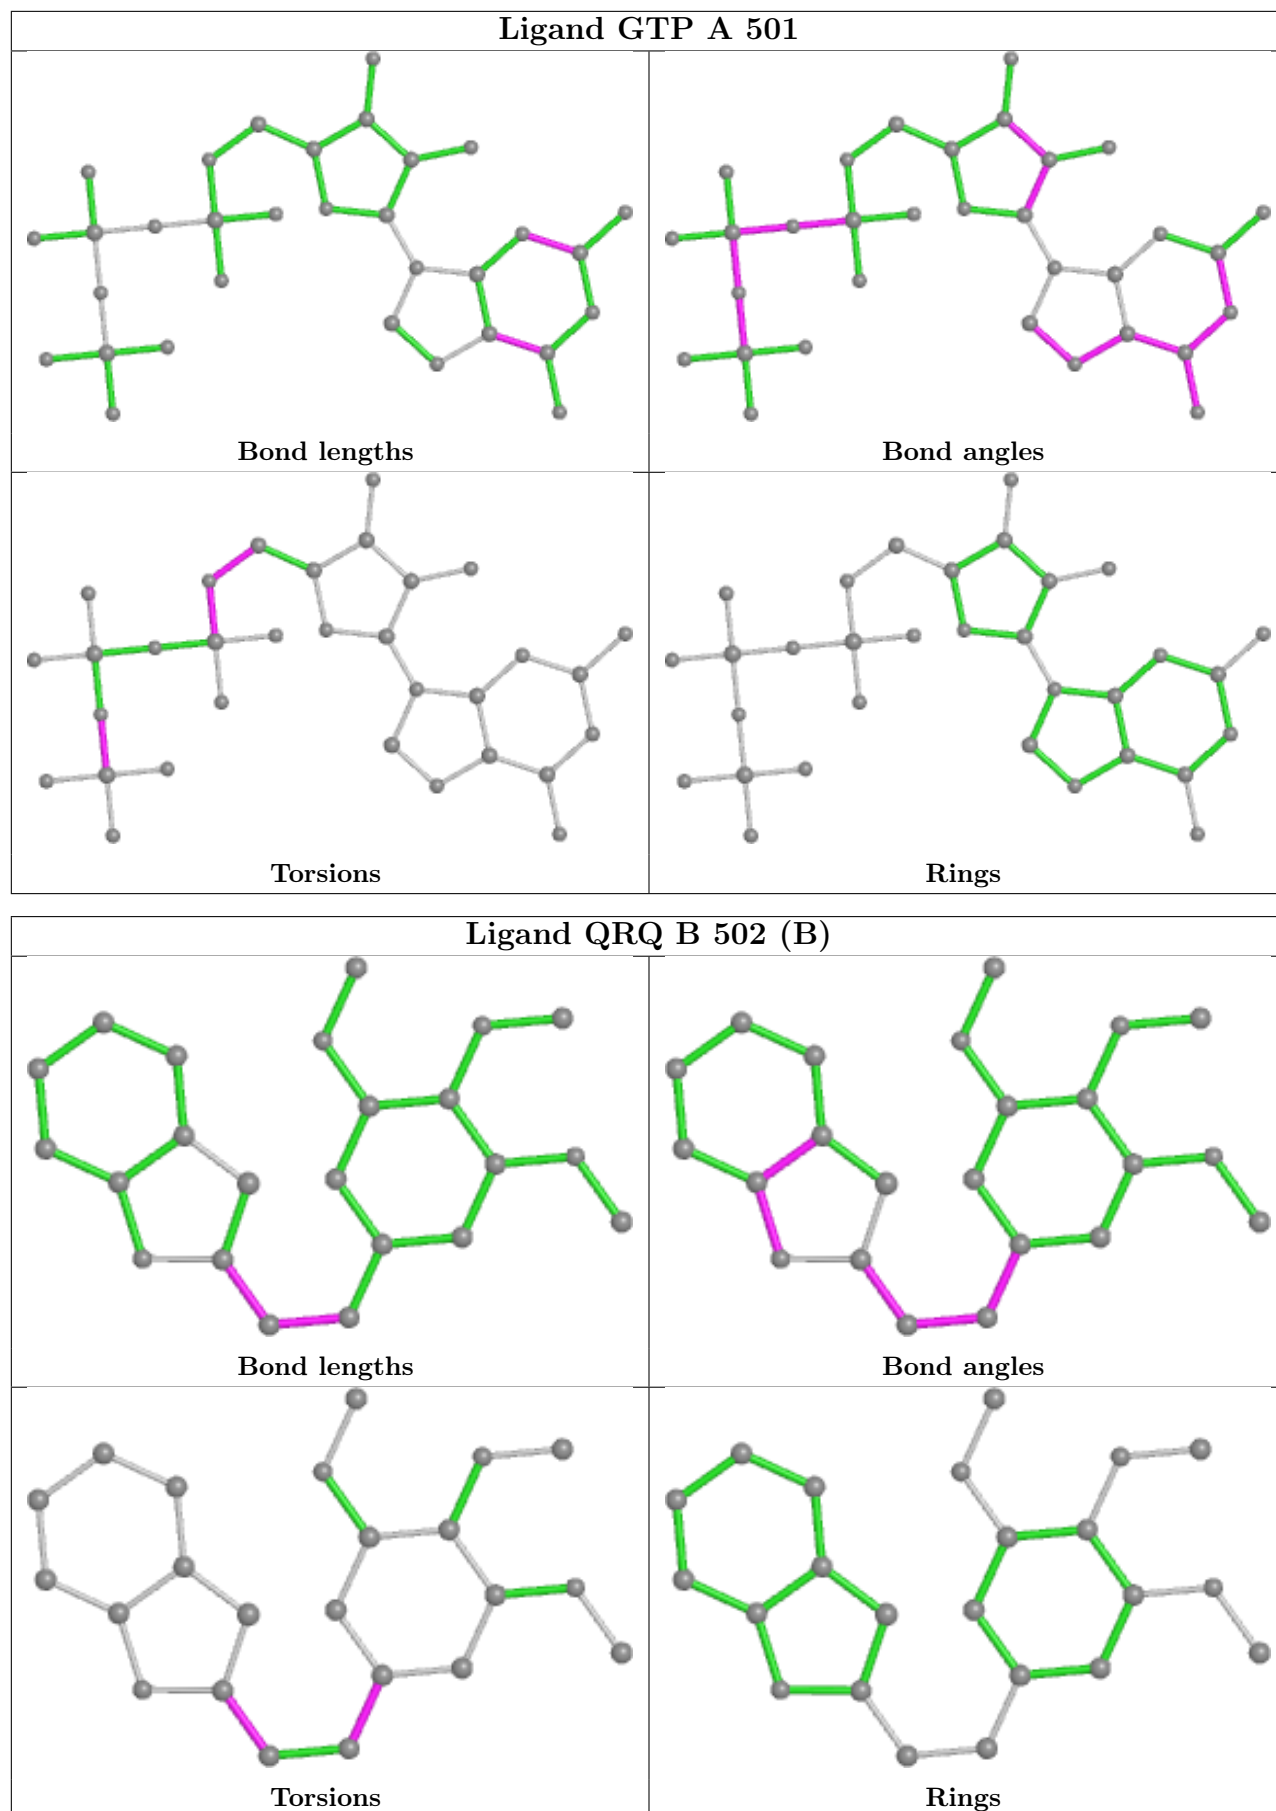 Ligand GTP A 501
Bond lengths
Bond angles
Torsions
Rings
Ligand QRQ B 502 (B)
Bond lengths
Bond angles
Torsions
Rings